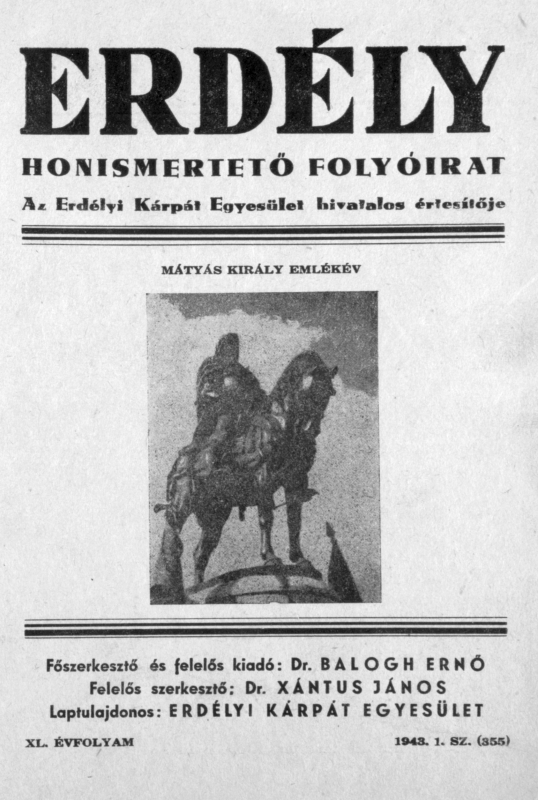 ERDÉLY
HONISMERTETŐ FOLYÓIRAT
Az Erdélyi Kárpát Egyesület hivatalos értesítője
MÁTYÁS KIRÁLY EMLÉKÉV
Főszerkesztő és felelős kiadó: Dr. BALOGH ERNŐ
Felelős szerkesztő: Dr. XÁNTUS JÁNOS
Laptulajdonos: ERDÉLYI KÁRPÁT EGYESÜLET
XL. ÉVFOLYAM
1943. 1. SZ. (355)